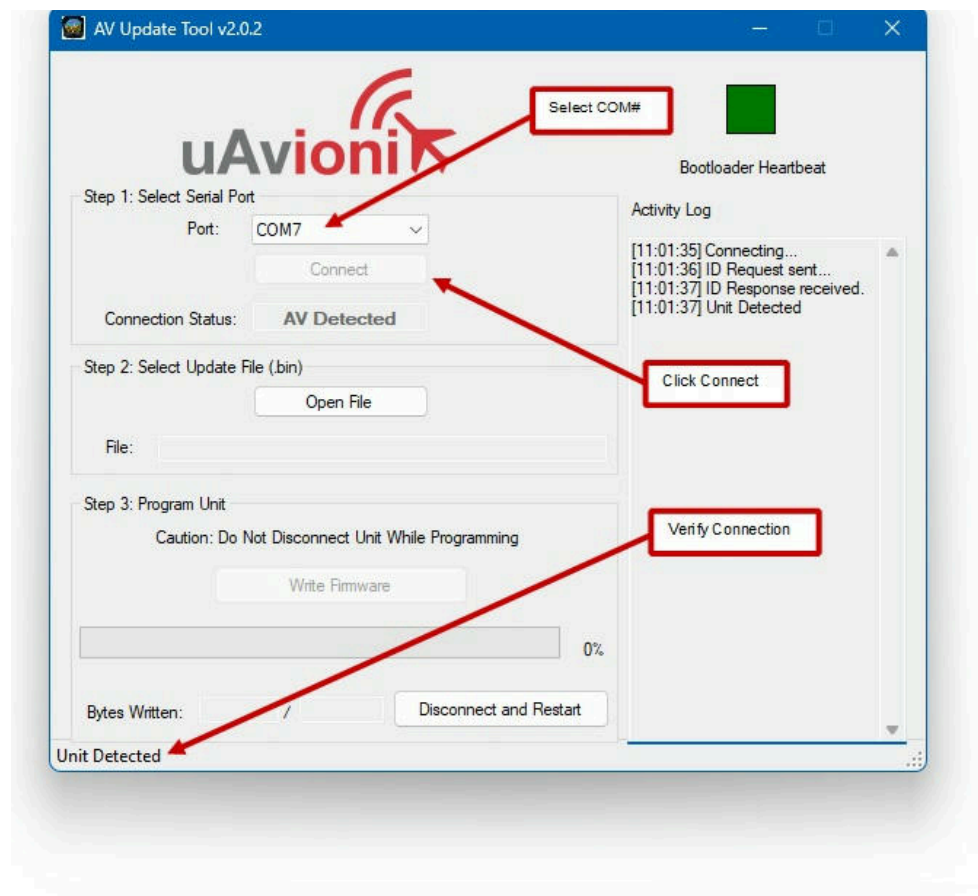 AV Update Tool v2.0.2
uAvionix
Select COM#
Bootloader Heartbeat
Step 1: Select Serial Port
Port: COM7
Connect
Connection Status: AV Detected
Activity Log
[11:01:35] Connecting...
[11:01:36] ID Request sent...
[11:01:37] ID Response received.
[11:01:37] Unit Detected
Step 2: Select Update File (.bin)
Open File
File:
Click Connect
Step 3: Program Unit
Caution: Do Not Disconnect Unit While Programming
Write Firmware
Verify Connection
0%
Bytes Written: /
Disconnect and Restart
Unit Detected